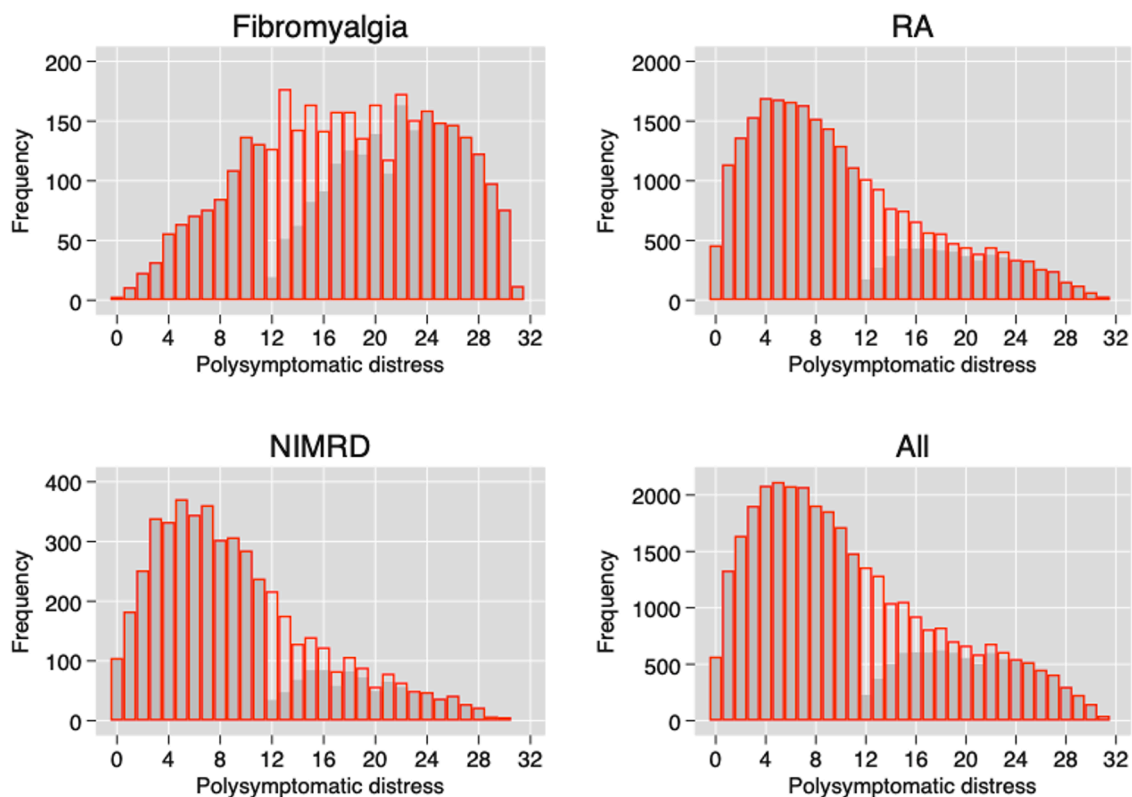 Fibromyalgia
200
150
100
50
0
Frequency
0 4 8 12 16 20 24 28 32
Polysymptomatic distress
RA
2000
1500
1000
500
0
Frequency
0 4 8 12 16 20 24 28 32
Polysymptomatic distress
NIMRD
400
300
200
100
0
Frequency
0 4 8 12 16 20 24 28 32
Polysymptomatic distress
All
2000
1500
1000
500
0
Frequency
0 4 8 12 16 20 24 28 32
Polysymptomatic distress